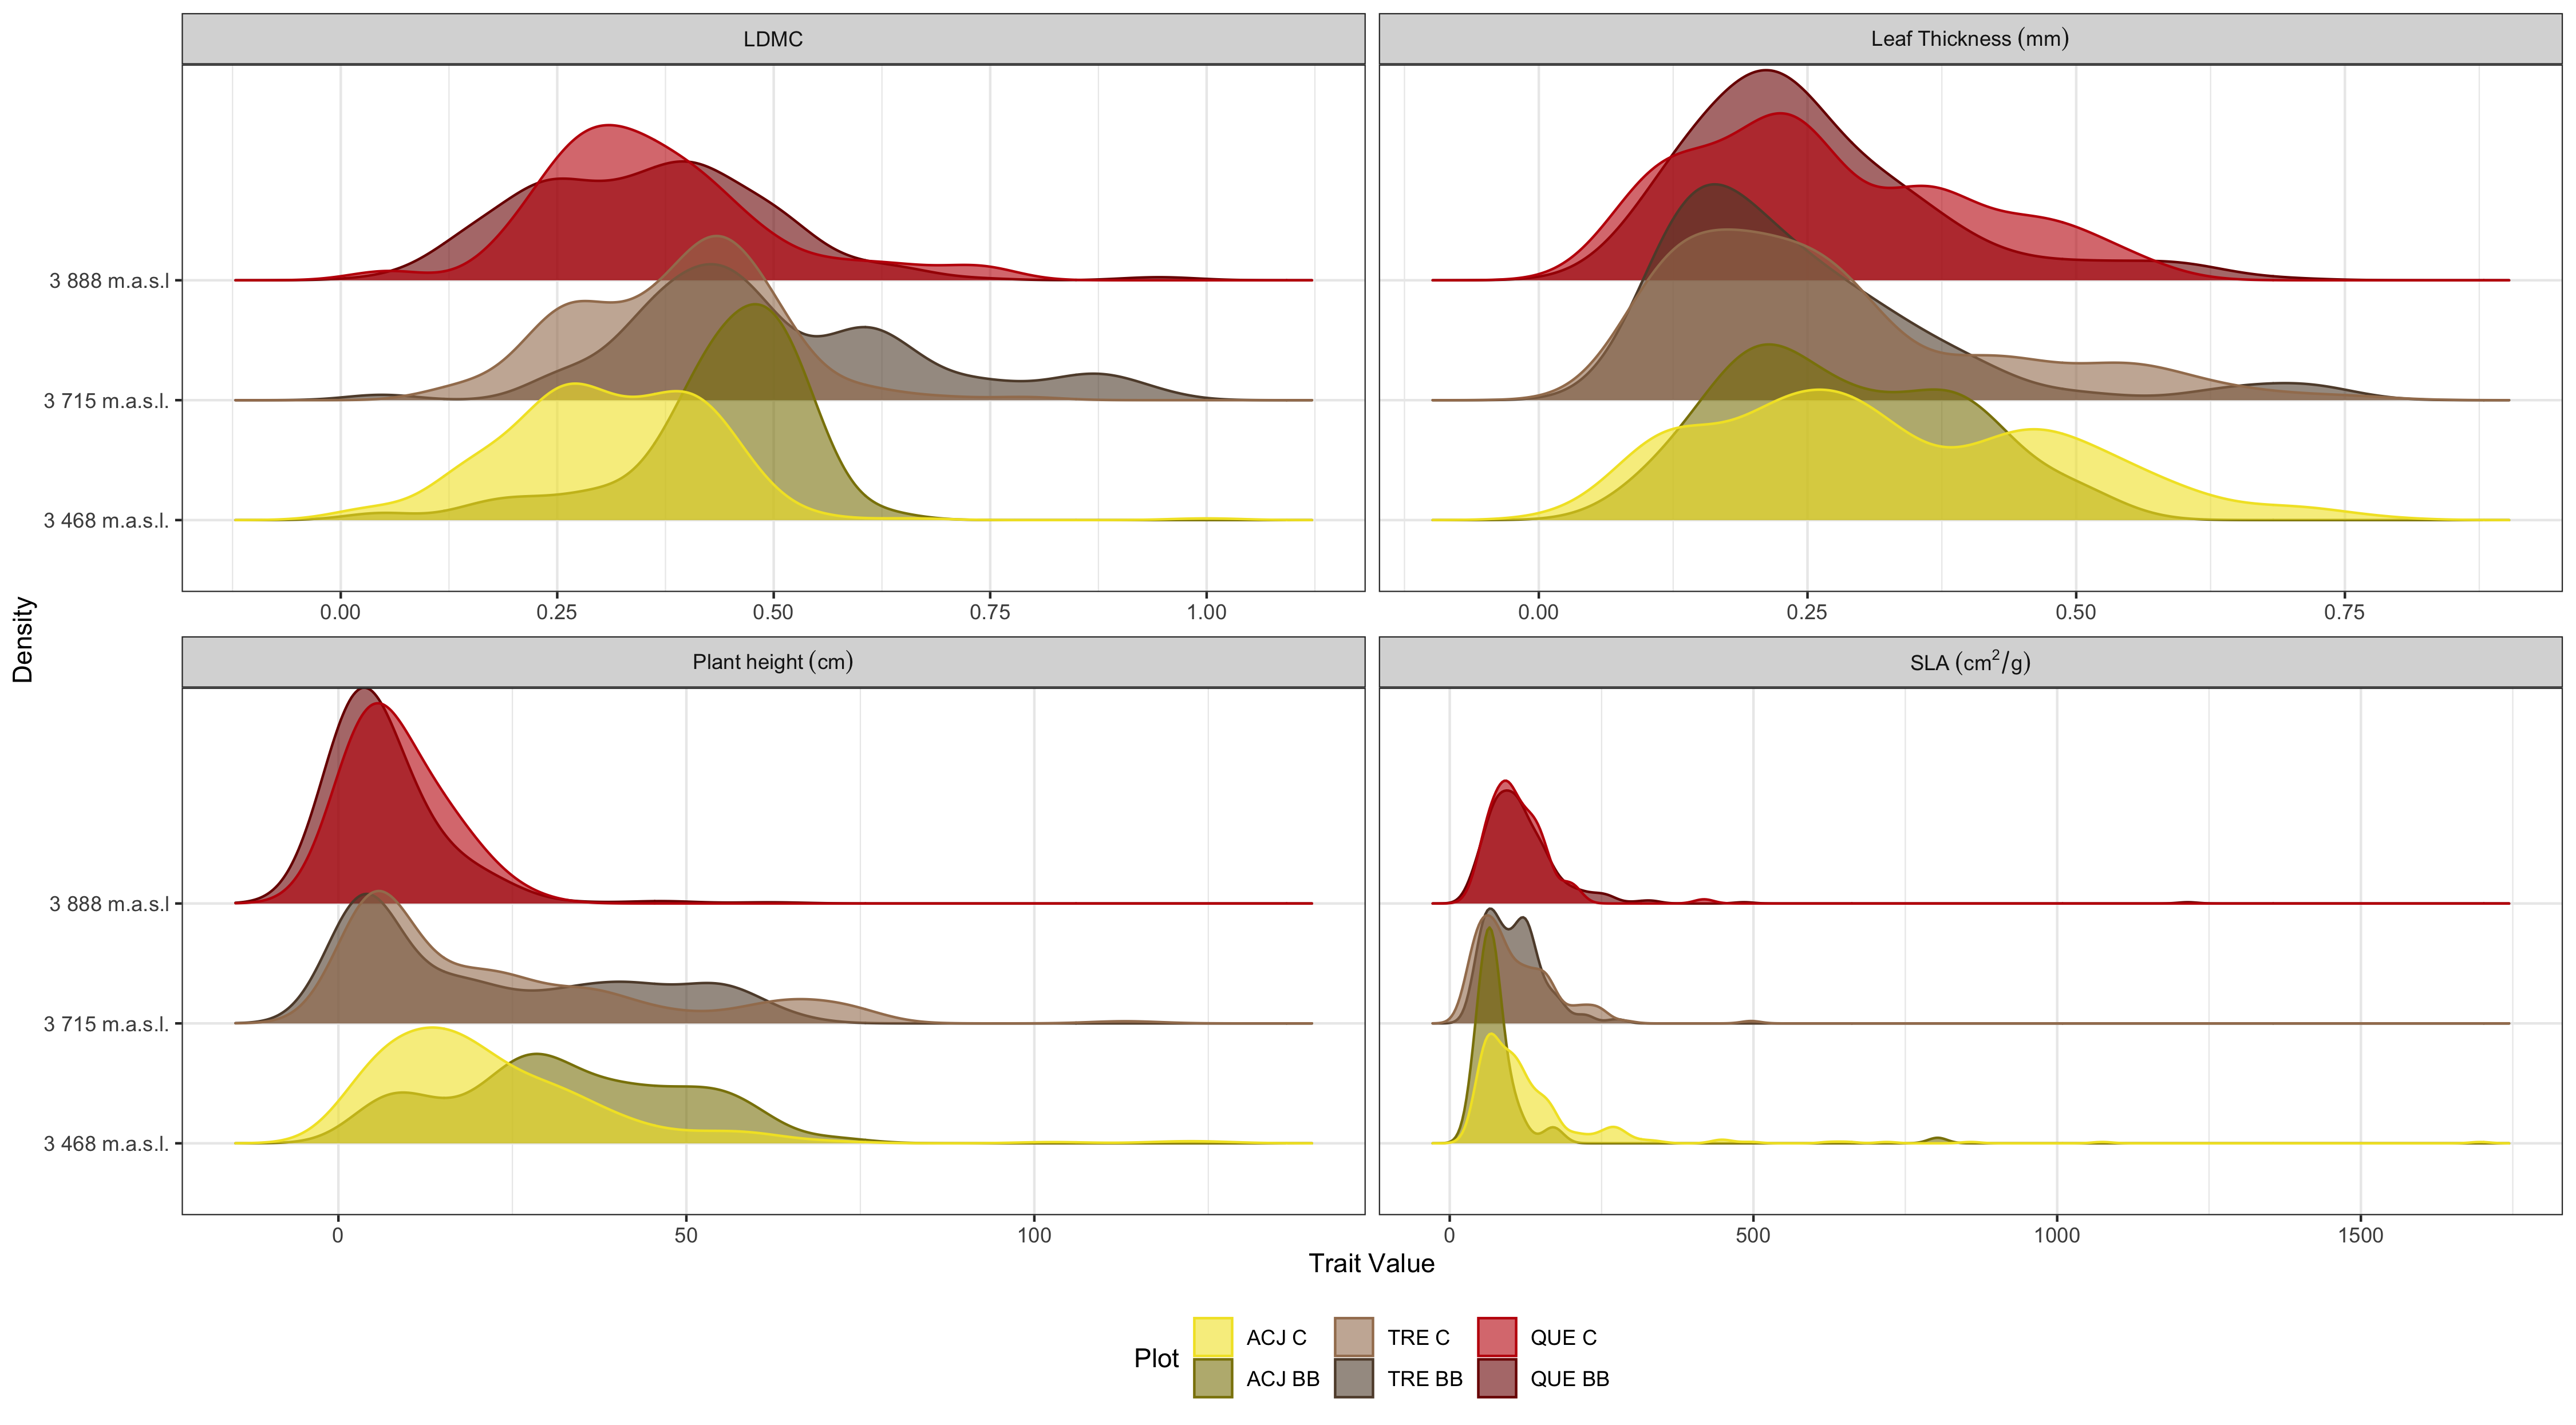 LDMC
Leaf Thickness (mm)
3 888 m.a.s.l
3 715 m.a.s.l.
3 468 m.a.s.l.
0.00 0.25 0.50 0.75 1.00
0.00 0.25 0.50 0.75
Density
Plant height (cm)
SLA (cm²/g)
3 888 m.a.s.l
3 715 m.a.s.l.
3 468 m.a.s.l.
0 50 100
0 500 1000 1500
Trait Value
Plot
ACJ C TRE C QUE C
ACJ BB TRE BB QUE BB